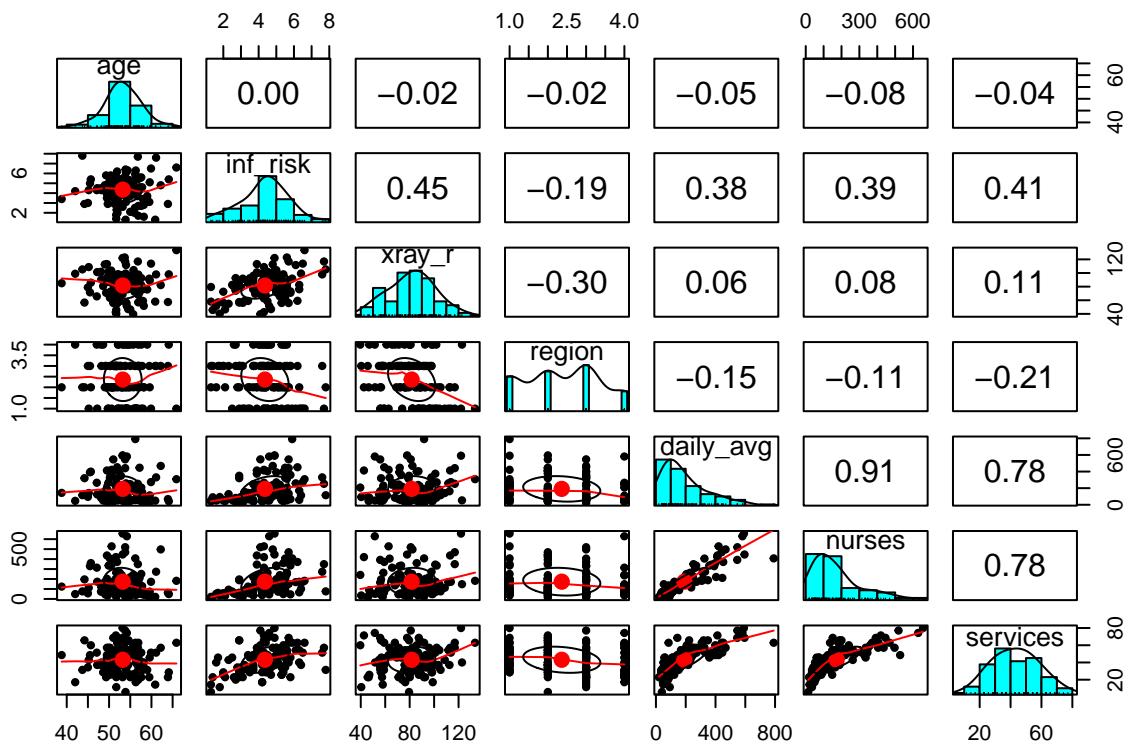 2 4 6 8 1.0 2.5 4.0 0 300 600
age 0.00 −0.02 −0.02 −0.05 −0.08 −0.04 40 60
2 6 inf_risk 0.45 −0.19 0.38 0.39 0.41
xray_r −0.30 0.06 0.08 0.11 40 120
1.0 3.5 region −0.15 −0.11 −0.21
daily_avg 0.91 0.78 0 600
0 500 nurses 0.78
services 20 80
40 50 60 40 80 120 0 400 800 20 60